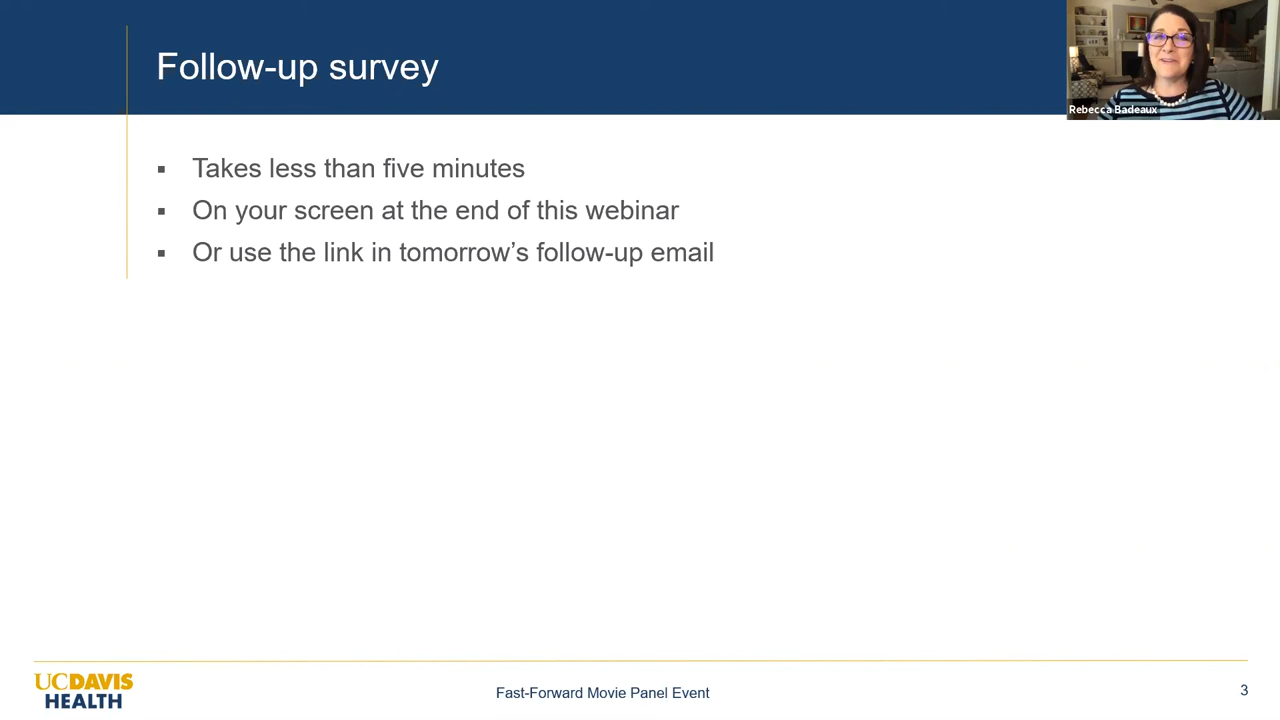 Follow-up survey
Rebecca Badeaux
▪ Takes less than five minutes
▪ On your screen at the end of this webinar
▪ Or use the link in tomorrow’s follow-up email
UCDAVIS
HEALTH
Fast-Forward Movie Panel Event
3